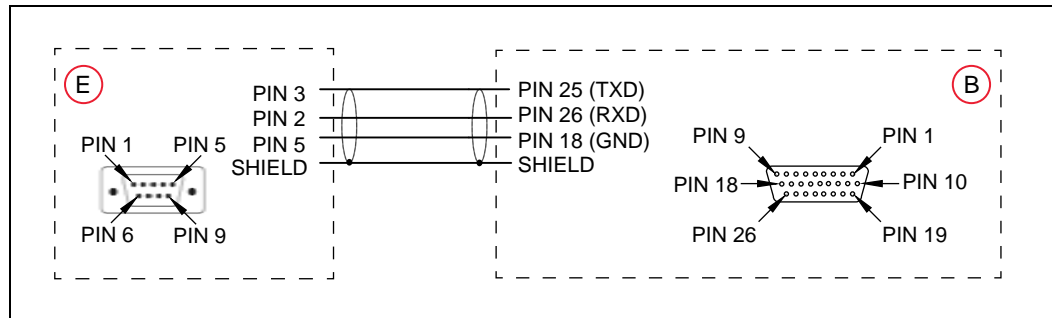 E
PIN 3
PIN 2
PIN 5
SHIELD
PIN 1
PIN 5
PIN 6
PIN 9
PIN 25 (TXD)
PIN 26 (RXD)
PIN 18 (GND)
SHIELD
B
PIN 9
PIN 1
PIN 18
PIN 10
PIN 26
PIN 19